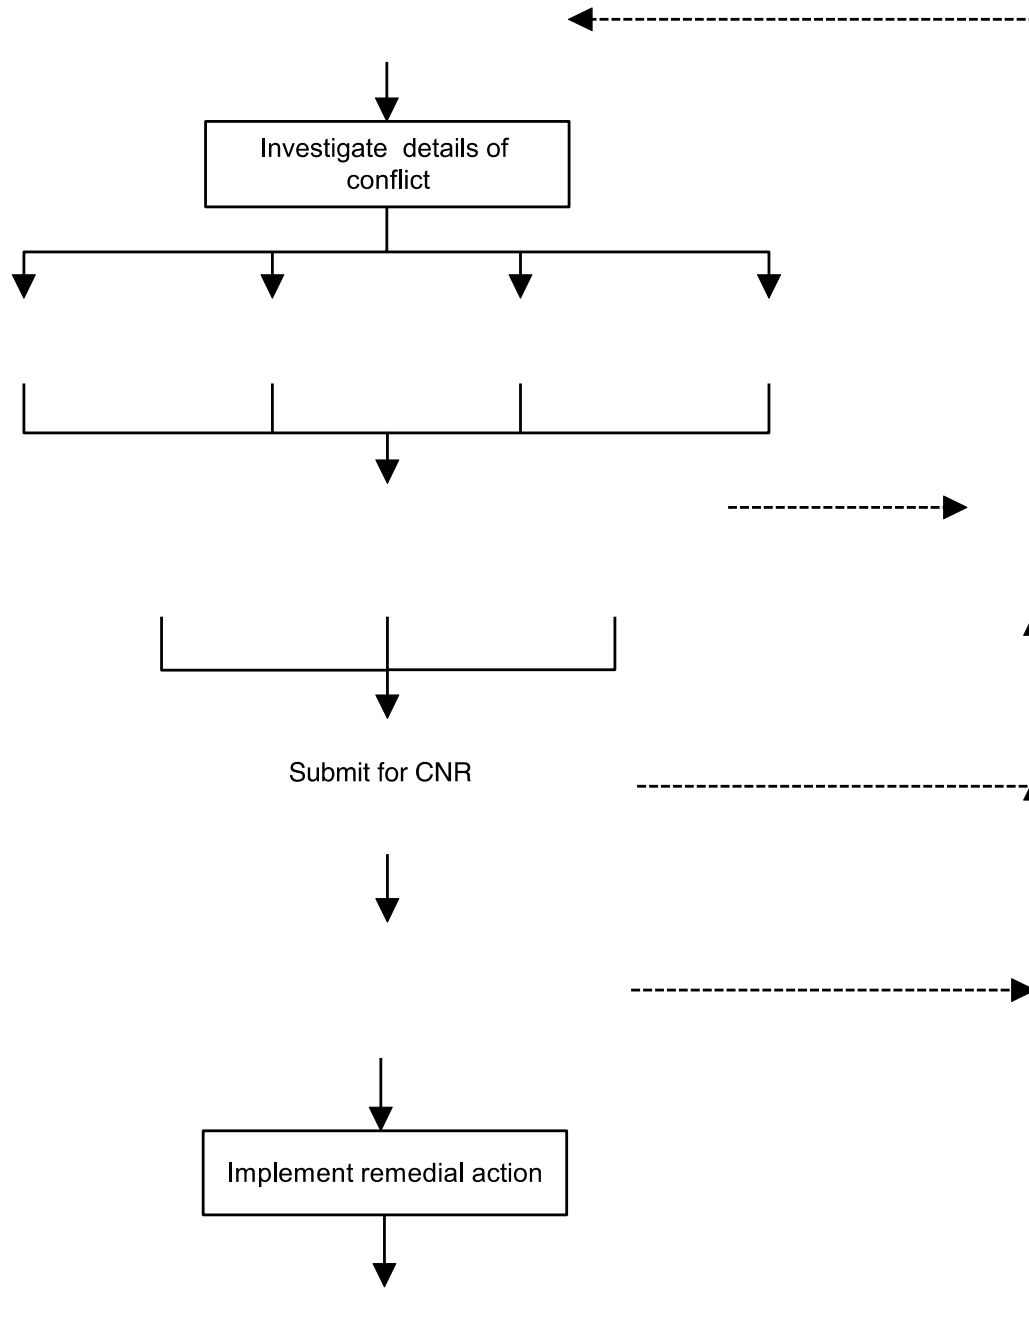 Investigate details of
conflict
Submit for CNR
Implement remedial action